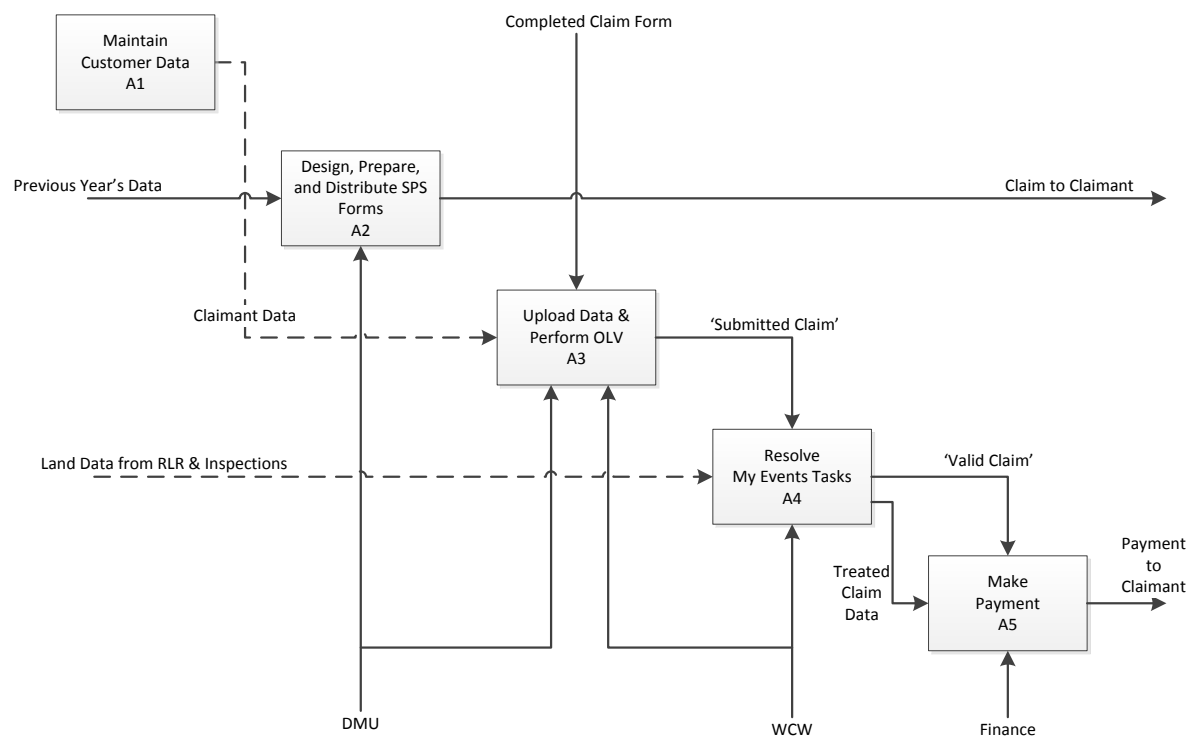 Completed Claim Form
Maintain
Customer Data
A1
Design, Prepare,
and Distribute SPS
Forms
A2
Previous Year's Data
Claim to Claimant
Claimant Data
Upload Data &
Perform OLV
A3
‘Submitted Claim’
Land Data from RLR & Inspections
Resolve
My Events Tasks
A4
‘Valid Claim’
Treated
Claim
Data
Make
Payment
A5
Payment
to
Claimant
DMU
WCW
Finance